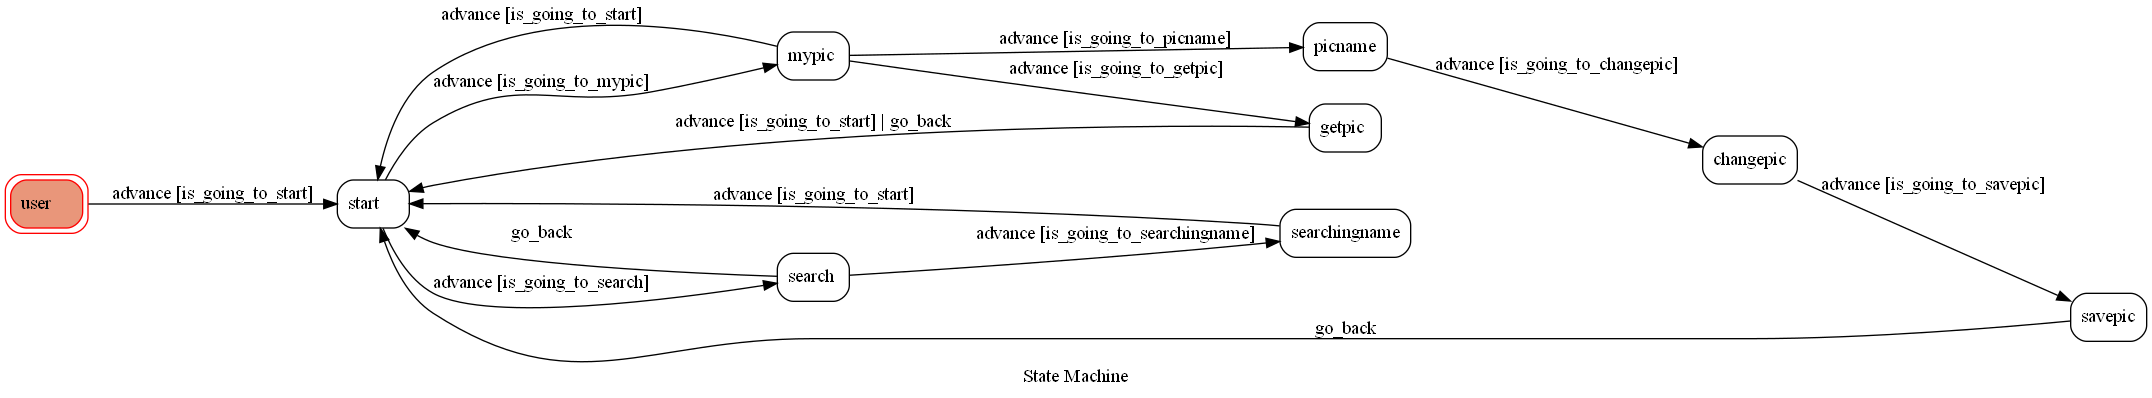 advance [is_going_to_start]
mypic
advance [is_going_to_picname]
picname
advance [is_going_to_mypic]
advance [is_going_to_getpic]
advance [is_going_to_changepic]
advance [is_going_to_start] | go_back
getpic
changepic
user
advance [is_going_to_start]
start
advance [is_going_to_start]
advance [is_going_to_savepic]
go_back
advance [is_going_to_searchingname]
searchingname
advance [is_going_to_search]
search
go_back
savepic
State Machine